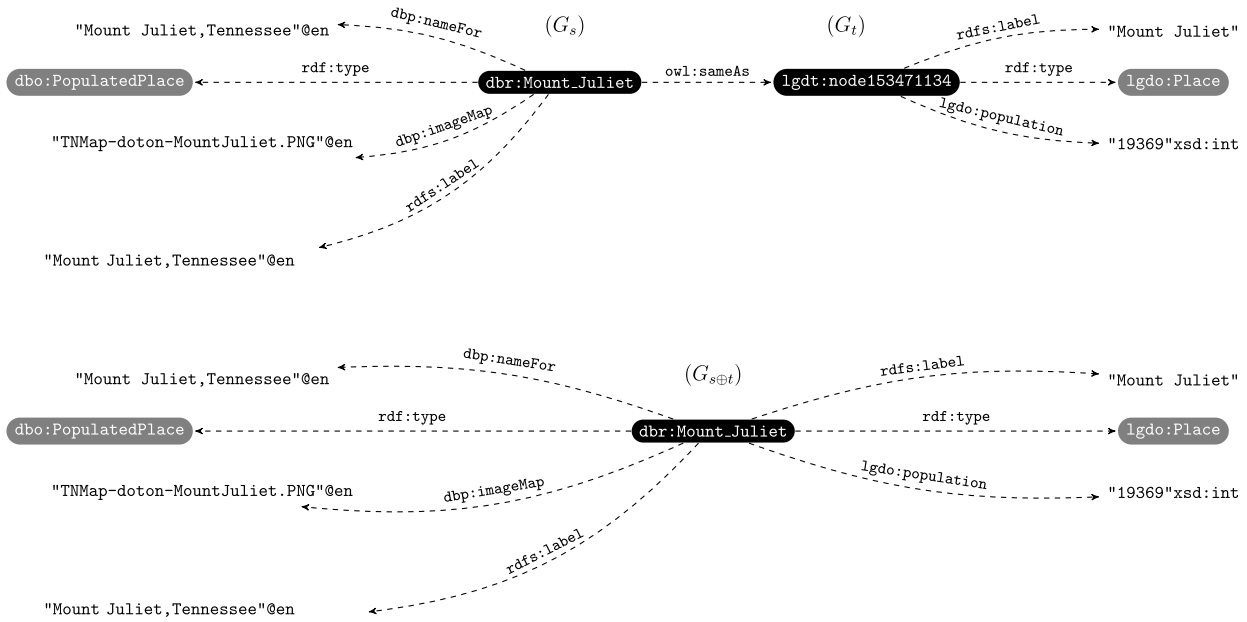 "Mount Juliet,Tennessee"@en
dbp:nameFor
(Gs)
(Gt)
rdfs:label
"Mount Juliet"
dbo:PopulatedPlace
rdf:type
dbr:Mount_Juliet
owl:sameAs
lgdt:node153471134
rdf:type
lgdo:Place
"TNMap-doton-MountJuliet.PNG"@en
dbp:imageMap
lgdo:population
"19369"xsd:int
rdfs:label
"Mount Juliet,Tennessee"@en
"Mount Juliet,Tennessee"@en
dbp:nameFor
(Gs⊕t)
rdfs:label
"Mount Juliet"
dbo:PopulatedPlace
rdf:type
dbr:Mount_Juliet
rdf:type
lgdo:Place
"TNMap-doton-MountJuliet.PNG"@en
dbp:imageMap
lgdo:population
"19369"xsd:int
rdfs:label
"Mount Juliet,Tennessee"@en